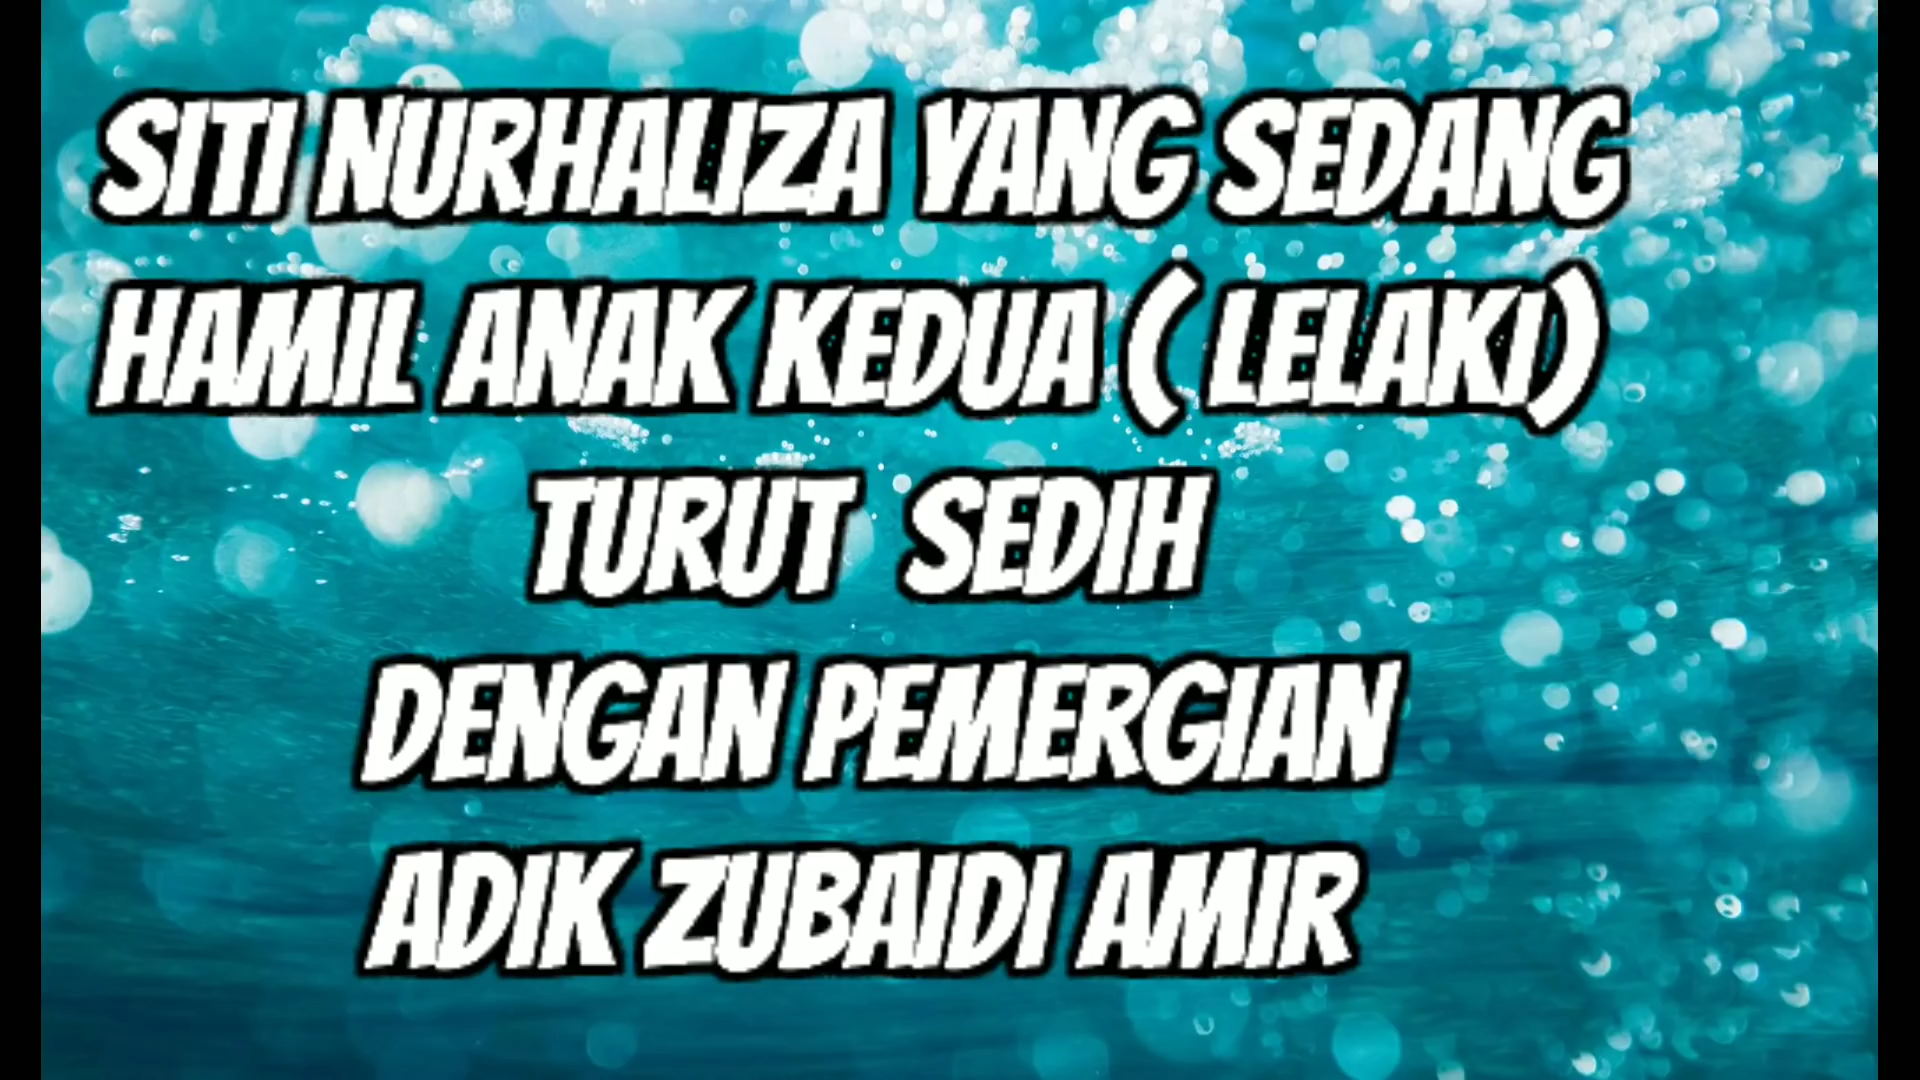 SITI NURHALIZA YANG SEDANG
HAMIL ANAK KEDUA ( LELAKI)
TURUT SEDIH
DENGAN PEMERGIAN
ADIK ZUBAIDI AMIR